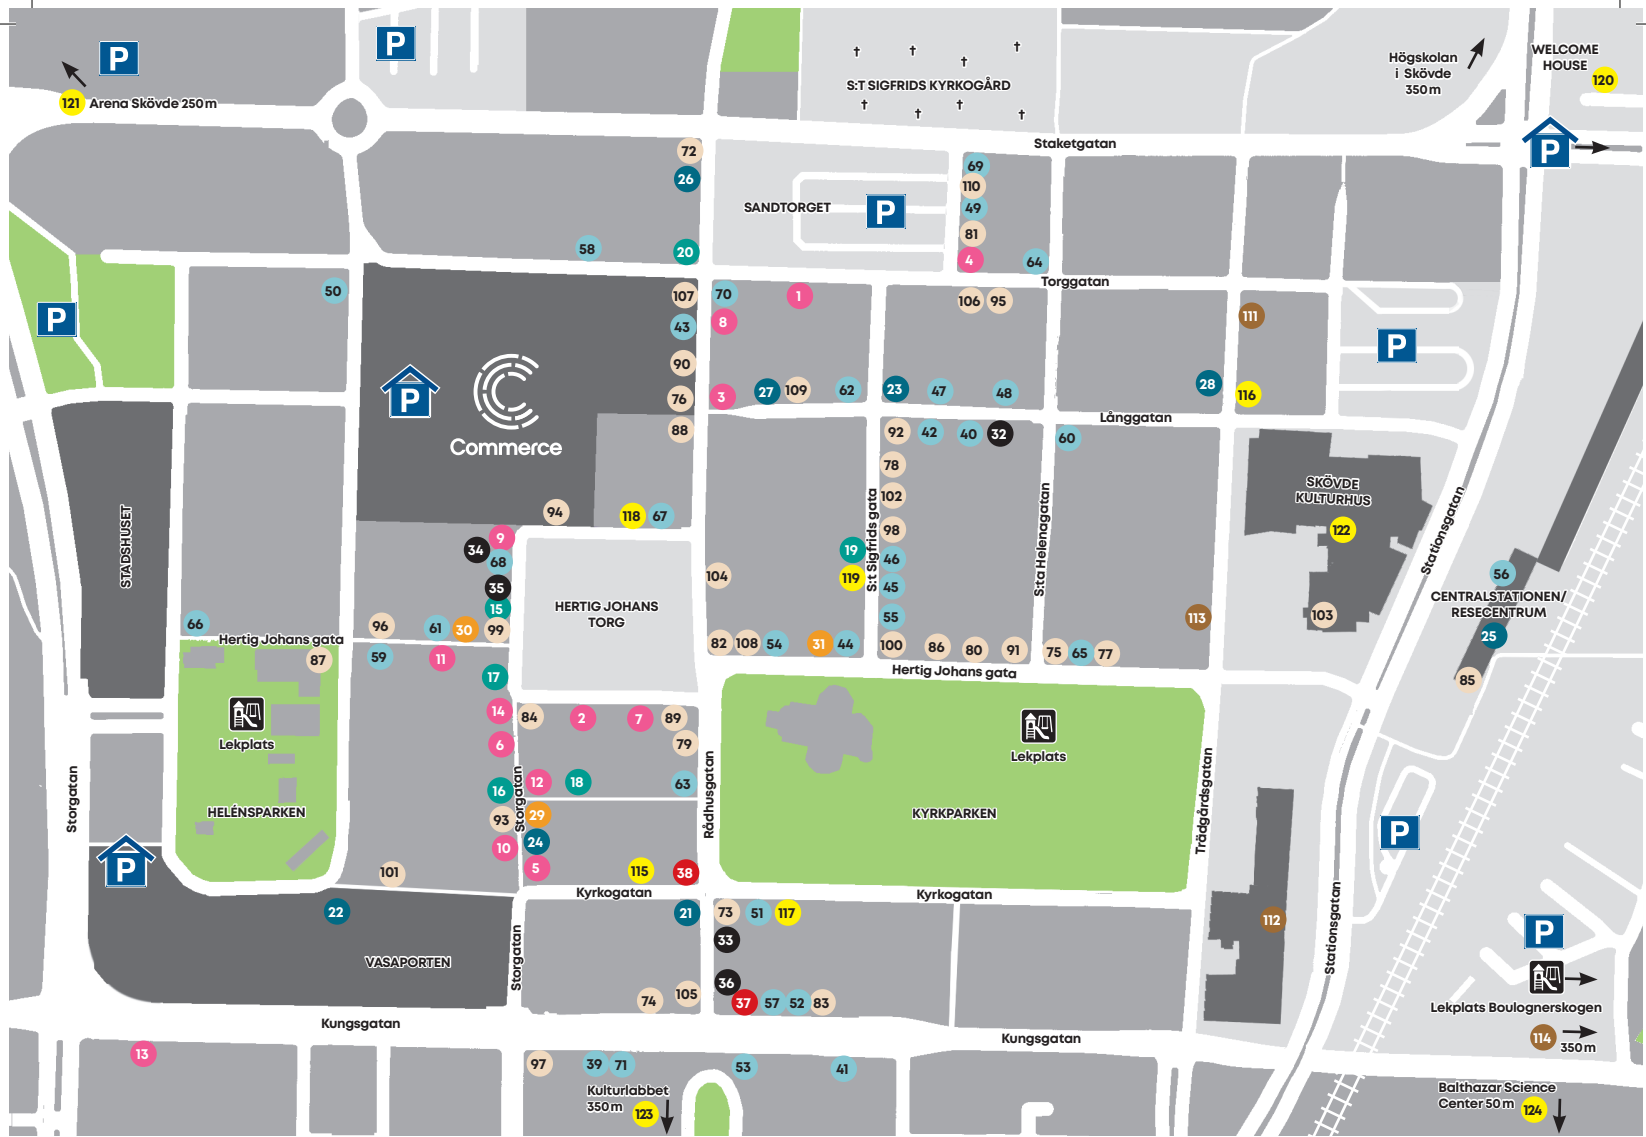 P
P
Högskolan
i Skövde
350 m
WELCOME
HOUSE
120
121 Arena Skövde 250 m
S:T SIGFRIDS KYRKOGÅRD
Staketgatan
P
72
26
69
110
49
81
4
64
SANDTORGET
P
58
20
Torggatan
50
P
107
43
90
76
88
70
1
8
3
27
109
62
106
95
23
47
48
28
111
116
P
P
Commerce
Långgatan
92
42
40
32
60
78
102
98
46
45
55
100
86
80
91
75
65
77
113
S:t Sigfrids gata
S:ta Helenagatan
SKÖVDE
KULTURHUS
122
103
Stationsgatan
56
CENTRALSTATIONEN/
RESECENTRUM
25
85
STADSHUSET
94
118
67
9
34
68
35
15
99
30
61
96
66
Hertig Johans gata
59
11
87
17
HERTIG JOHANS
TORG
104
19
119
82
108
54
31
44
Hertig Johans gata
Lekplats
HELÉNSPARKEN
14
6
16
93
10
84
2
7
89
79
12
18
63
29
24
5
115
38
Storgatan
Storgatan
Rådhusgatan
Lekplats
KYRKPARKEN
Trädgårdsgatan
P
P
101
22
VASAPORTEN
Kyrkogatan
Kyrkogatan
Storgatan
21
74
105
73
51
117
33
36
37
57
52
83
112
Stationsgatan
P
Lekplats Boulognerskogen
114
350 m
Kungsgatan
Kungsgatan
13
97
39
71
53
41
Kulturlabbet
350 m 123
Balthazar Science
Center 50 m 124